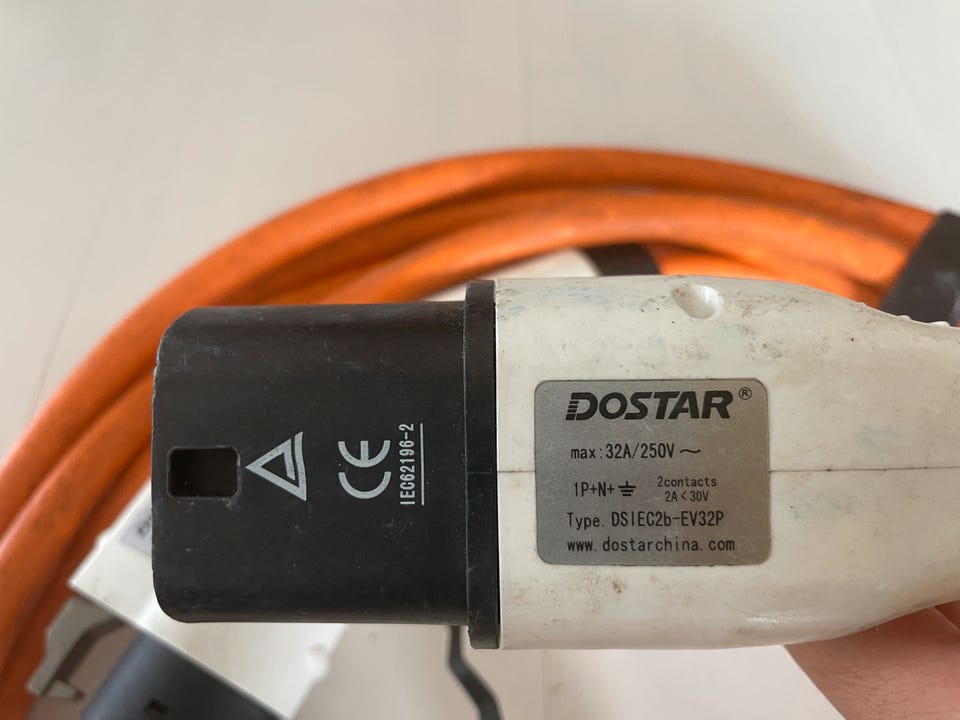 DOSTAR®
max:32A/250V ~
1P+N+⏚ 2contacts
2A<30V
Type. DSIEC2b-EV32P
www.dostarchina.com
CE
IEC62196-2